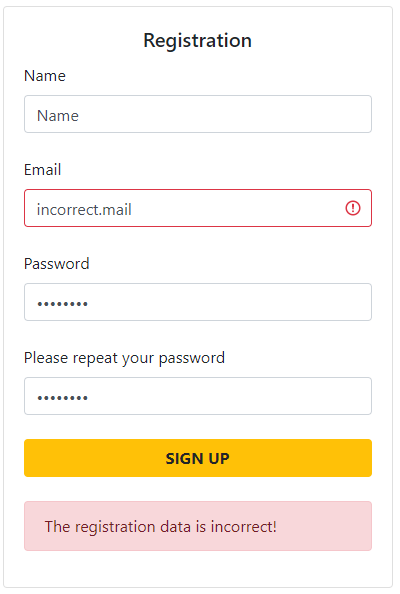 Registration
Name
Name
Email
incorrect.mail
Password
••••••••
Please repeat your password
••••••••
SIGN UP
The registration data is incorrect!